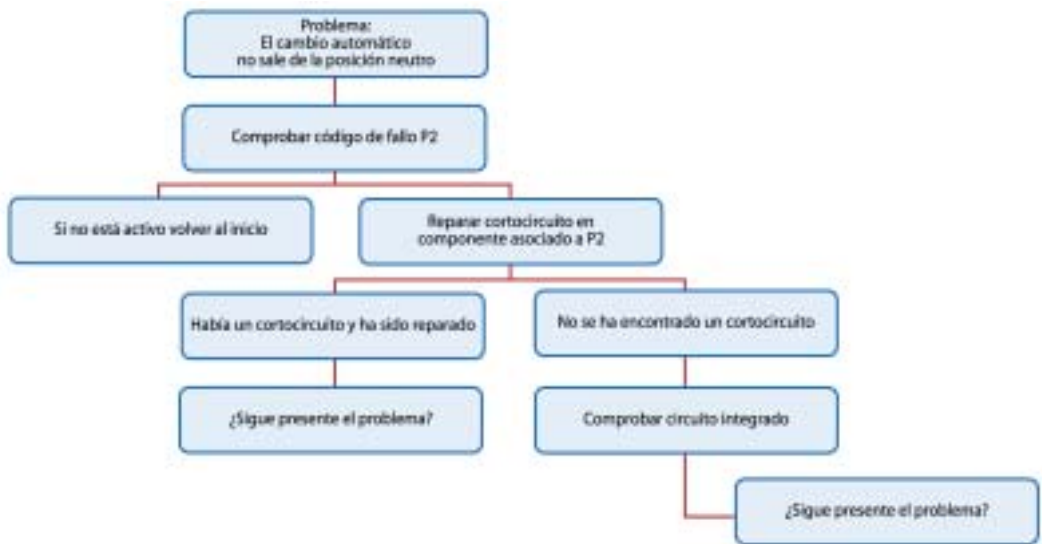 Problema:
El cambio automático
no sale de la posición neutro
Comprobar código de fallo P2
Si no está activo volver al inicio
Reparar cortocircuito en
componente asociado a P2
Había un cortocircuito y ha sido reparado
No se ha encontrado un cortocircuito
¿Sigue presente el problema?
Comprobar circuito integrado
¿Sigue presente el problema?